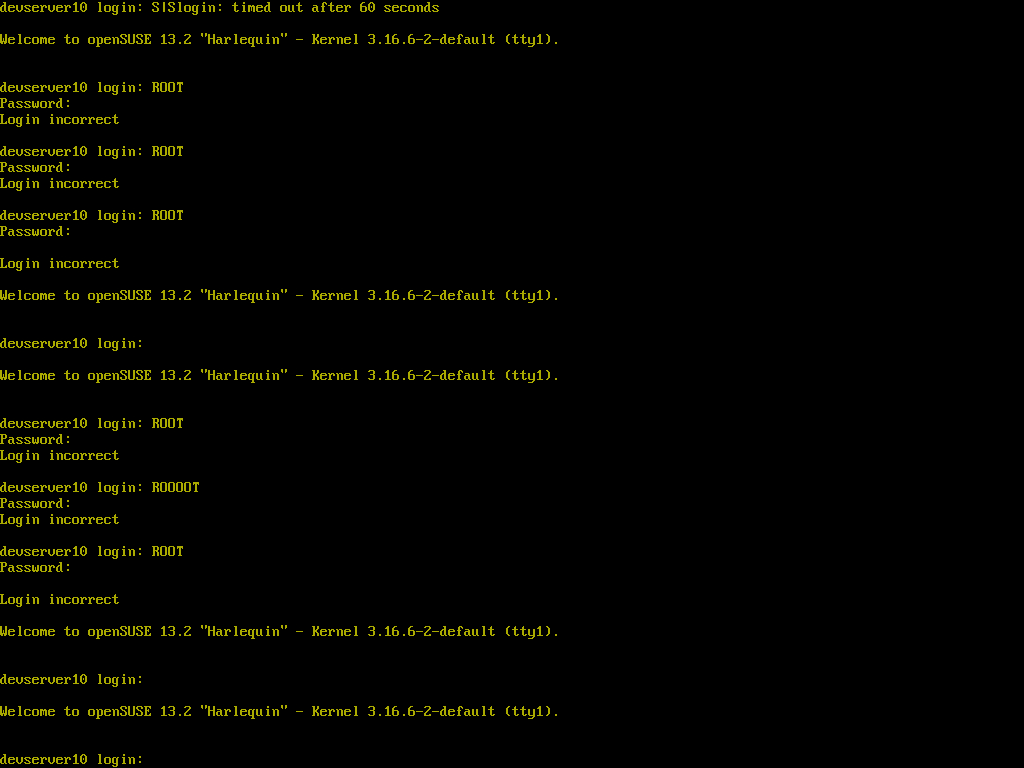 devserver10 login: S|Slogin: timed out after 60 seconds
Welcome to openSUSE 13.2 "Harlequin" - Kernel 3.16.6-2-default (tty1).
devserver10 login: ROOT
Password:
Login incorrect
devserver10 login: ROOT
Password:
Login incorrect
devserver10 login: ROOT
Password:
Login incorrect
Welcome to openSUSE 13.2 "Harlequin" - Kernel 3.16.6-2-default (tty1).
devserver10 login:
Welcome to openSUSE 13.2 "Harlequin" - Kernel 3.16.6-2-default (tty1).
devserver10 login: ROOT
Password:
Login incorrect
devserver10 login: ROOOOT
Password:
Login incorrect
devserver10 login: ROOT
Password:
Login incorrect
Welcome to openSUSE 13.2 "Harlequin" - Kernel 3.16.6-2-default (tty1).
devserver10 login:
Welcome to openSUSE 13.2 "Harlequin" - Kernel 3.16.6-2-default (tty1).
devserver10 login: